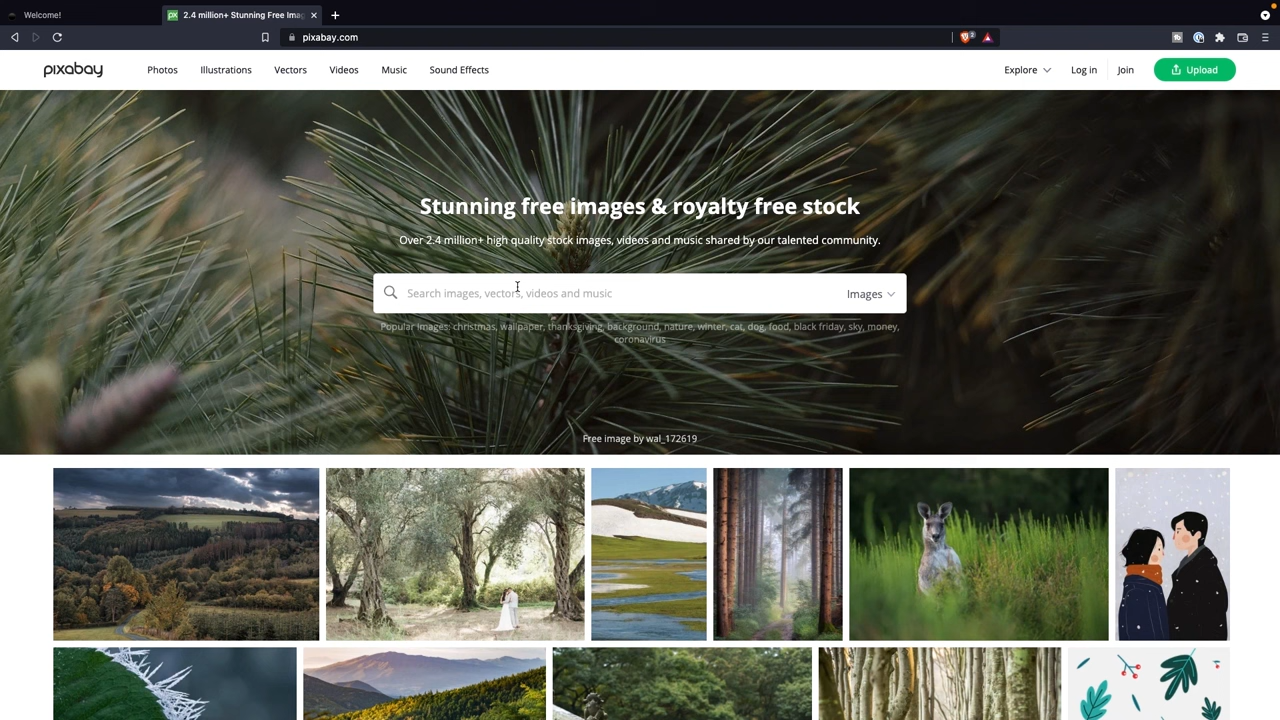 Welcome!
2.4 million+ Stunning Free Imag
pixabay.com
2
pixabay
Photos
Illustrations
Vectors
Videos
Music
Sound Effects
Explore
Log in
Join
Upload
Stunning free images & royalty free stock
Over 2.4 million+ high quality stock images, videos and music shared by our talented community.
Search images, vectors, videos and music
Images
Popular Images: christmas, wallpaper, thanksgiving, background, nature, winter, cat, dog, food, black friday, sky, money,
coronavirus
Free image by wal_172619